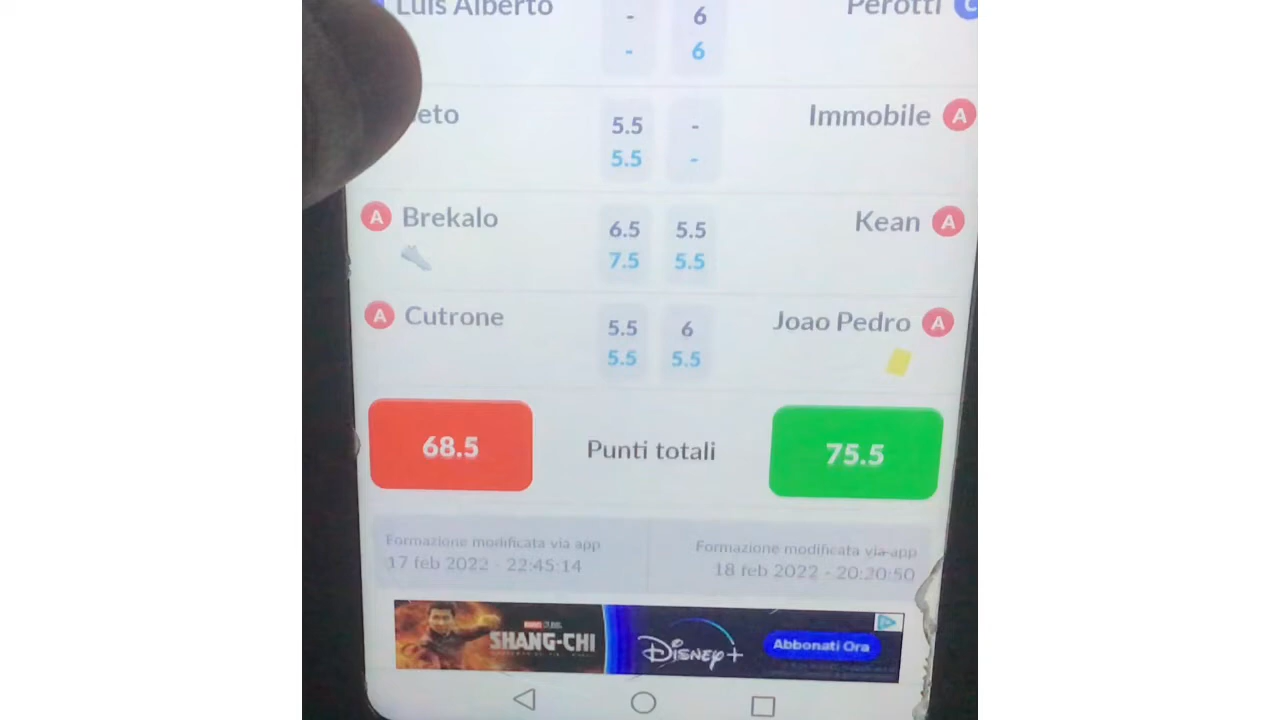 Luis Alberto - 6 Perotti C
- 6
5.5 - Immobile A
5.5 -
A Brekalo 6.5 5.5 Kean A
7.5 5.5
A Cutrone 5.5 6 Joao Pedro A
5.5 5.5
68.5 Punti totali 75.5
Formazione modificata via app
17 feb 2022 - 22:45:14
Formazione modificata via app
18 feb 2022 - 20:20:50
SHANG-CHI
Disney+
Abbonati Ora